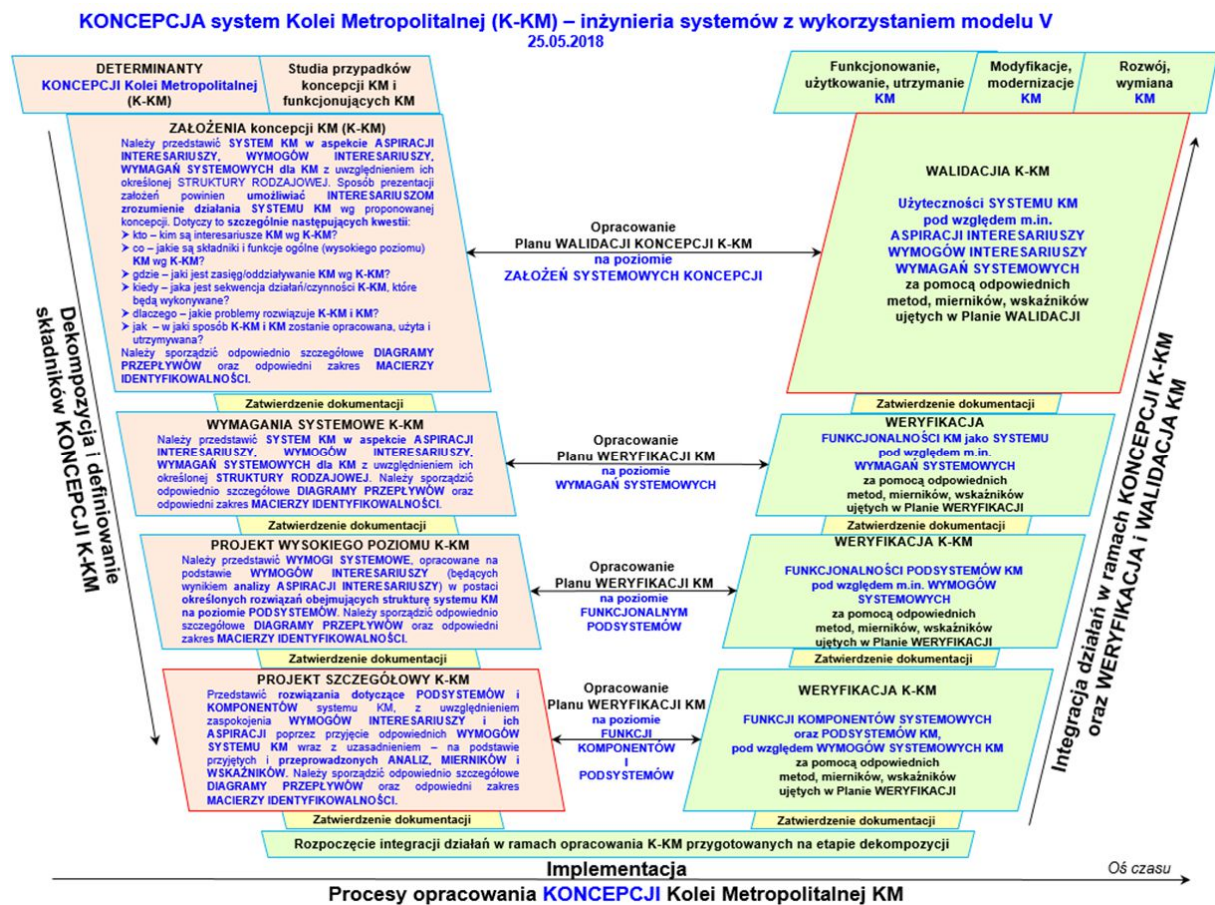 KONCEPCJA system Kolei Metropolitalnej (K-KM) – inżynieria systemów z wykorzystaniem modelu V
25.05.2018
DETERMINANTY
KONCEPCJI Kolei Metropolitalnej
(K-KM)
Studia przypadków
koncepcji KM i
funkcjonujących KM
Funkcjonowanie,
użytkowanie, utrzymanie
KM
Modyfikacje,
modernizacje
KM
Rozwój,
wymiana
KM
ZAŁOŻENIA koncepcji KM (K-KM)
Należy przedstawić SYSTEM KM w aspekcie ASPIRACJI
INTERESARIUSZY, WYMOGÓW INTERESARIUSZY,
WYMAGAŃ SYSTEMOWYCH dla KM z uwzględnieniem ich
określonej STRUKTURY RODZAJOWEJ. Sposób prezentacji
założeń powinien umożliwiać INTERESARIUSZOM
zrozumienie działania SYSTEMU KM wg proponowanej
koncepcji. Dotyczy to szczególnie następujących kwestii:
➢ kto – kim są interesariusze KM wg K-KM?
➢ co – jakie są składniki i funkcje ogólne (wysokiego poziomu)
KM wg K-KM?
➢ gdzie – jaki jest zasięg/oddziaływanie KM wg K-KM?
➢ kiedy – jaka jest sekwencja działań/czynności K-KM, które
będą wykonywane?
➢ dlaczego – jakie problemy rozwiązuje K-KM i KM?
➢ jak – w jaki sposób K-KM i KM zostanie opracowana, użyta i
utrzymywana?
Należy sporządzić odpowiednio szczegółowe DIAGRAMY
PRZEPŁYWÓW oraz odpowiedni zakres MACIERZY
IDENTYFIKOWALNOŚCI.
Opracowanie
Planu WALIDACJI KONCEPCJI K-KM
na poziomie
ZAŁOŻEŃ SYSTEMOWYCH KONCEPCJI
WALIDACJIA K-KM
Użyteczności SYSTEMU KM
pod względem m.in.
ASPIRACJI INTERESARIUSZY
WYMOGÓW INTERESARIUSZY
WYMAGAŃ SYSTEMOWYCH
za pomocą odpowiednich
metod, mierników, wskaźników
ujętych w Planie WALIDACJI
Dekompozycja i definiowanie
składników KONCEPCJI K-KM
Integracja działań w ramach KONCEPCJI K-KM
oraz WERYFIKACJA i WALIDACJA KM
Zatwierdzenie dokumentacji
Zatwierdzenie dokumentacji
WYMAGANIA SYSTEMOWE K-KM
Należy przedstawić SYSTEM KM w aspekcie ASPIRACJI
INTERESARIUSZY, WYMOGÓW INTERESARIUSZY,
WYMAGAŃ SYSTEMOWYCH dla KM z uwzględnieniem ich
określonej STRUKTURY RODZAJOWEJ. Należy sporządzić
odpowiednio szczegółowe DIAGRAMY PRZEPŁYWÓW oraz
odpowiedni zakres MACIERZY IDENTYFIKOWALNOŚCI.
Opracowanie
Planu WERYFIKACJI KM
na poziomie
WYMAGAŃ SYSTEMOWYCH
WERYFIKACJA
FUNKCJONALNOŚCI KM jako SYSTEMU
pod względem m.in.
WYMAGAŃ SYSTEMOWYCH
za pomocą odpowiednich
metod, mierników, wskaźników
ujętych w Planie WERYFIKACJI
Zatwierdzenie dokumentacji
Zatwierdzenie dokumentacji
PROJEKT WYSOKIEGO POZIOMU K-KM
Należy przedstawić WYMOGI SYSTEMOWE, opracowane na
podstawie WYMOGÓW INTERESARIUSZY (będących
wynikiem analizy ASPIRACJI INTERESARIUSZY) w postaci
określonych rozwiązań obejmujących strukturę systemu KM
na poziomie PODSYSTEMÓW. Należy sporządzić odpowiednio
szczegółowe DIAGRAMY PRZEPŁYWÓW oraz odpowiedni
zakres MACIERZY IDENTYFIKOWALNOŚCI.
Opracowanie
Planu WERYFIKACJI KM
na poziomie
FUNKCJONALNYM
PODSYSTEMÓW
WERYFIKACJA K-KM
FUNKCJONALNOŚCI PODSYSTEMÓW KM
pod względem m.in. WYMOGÓW
SYSTEMOWYCH
za pomocą odpowiednich
metod, mierników, wskaźników
ujętych w Planie WERYFIKACJI
Zatwierdzenie dokumentacji
Zatwierdzenie dokumentacji
PROJEKT SZCZEGÓŁOWY K-KM
Przedstawić rozwiązania dotyczące PODSYSTEMÓW i
KOMPONENTÓW systemu KM, z uwzględnieniem
zaspokojenia WYMOGÓW INTERESARIUSZY i ich
ASPIRACJI poprzez przyjęcie odpowiednich WYMOGÓW
SYSTEMU KM wraz z uzasadnieniem – na podstawie
przyjętych i przeprowadzonych ANALIZ, MIERNIKÓW i
WSKAŹNIKÓW. Należy sporządzić odpowiednio szczegółowe
DIAGRAMY PRZEPŁYWÓW oraz odpowiedni zakres
MACIERZY IDENTYFIKOWALNOŚCI.
Opracowanie
Planu WERYFIKACJI KM
na poziomie
FUNKCJI
KOMPONENTÓW
I
PODSYSTEMÓW
WERYFIKACJA K-KM
FUNKCJI KOMPONENTÓW SYSTEMOWYCH
oraz PODSYSTEMÓW KM,
pod względem WYMOGÓW SYSTEMOWYCH KM
za pomocą odpowiednich
metod, mierników, wskaźników
ujętych w Planie WERYFIKACJI
Zatwierdzenie dokumentacji
Zatwierdzenie dokumentacji
Rozpoczęcie integracji działań w ramach opracowania K-KM przygotowanych na etapie dekompozycji
Implementacja
Oś czasu
Procesy opracowania KONCEPCJI Kolei Metropolitalnej KM